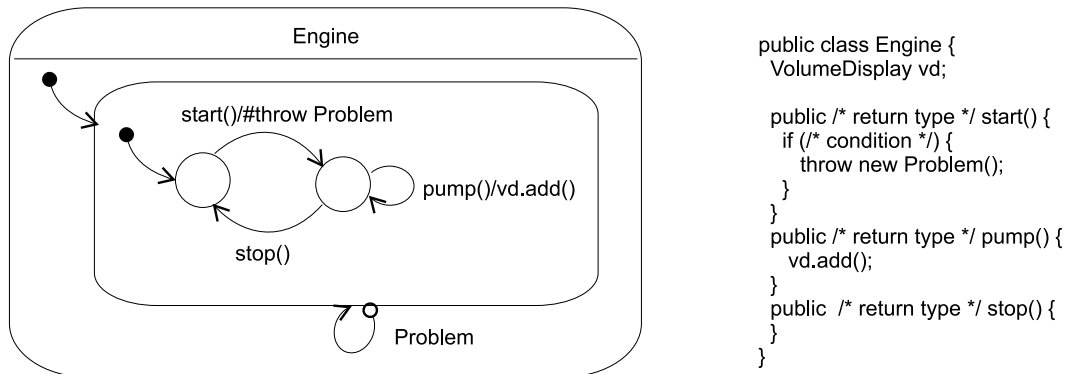 Engine
start()/#throw Problem
pump()/vd.add()
stop()
Problem
public class Engine {
VolumeDisplay vd;
public /* return type */ start() {
if (/* condition */) {
throw new Problem();
}
}
public /* return type */ pump() {
vd.add();
}
public  /* return type */ stop() {
}
}